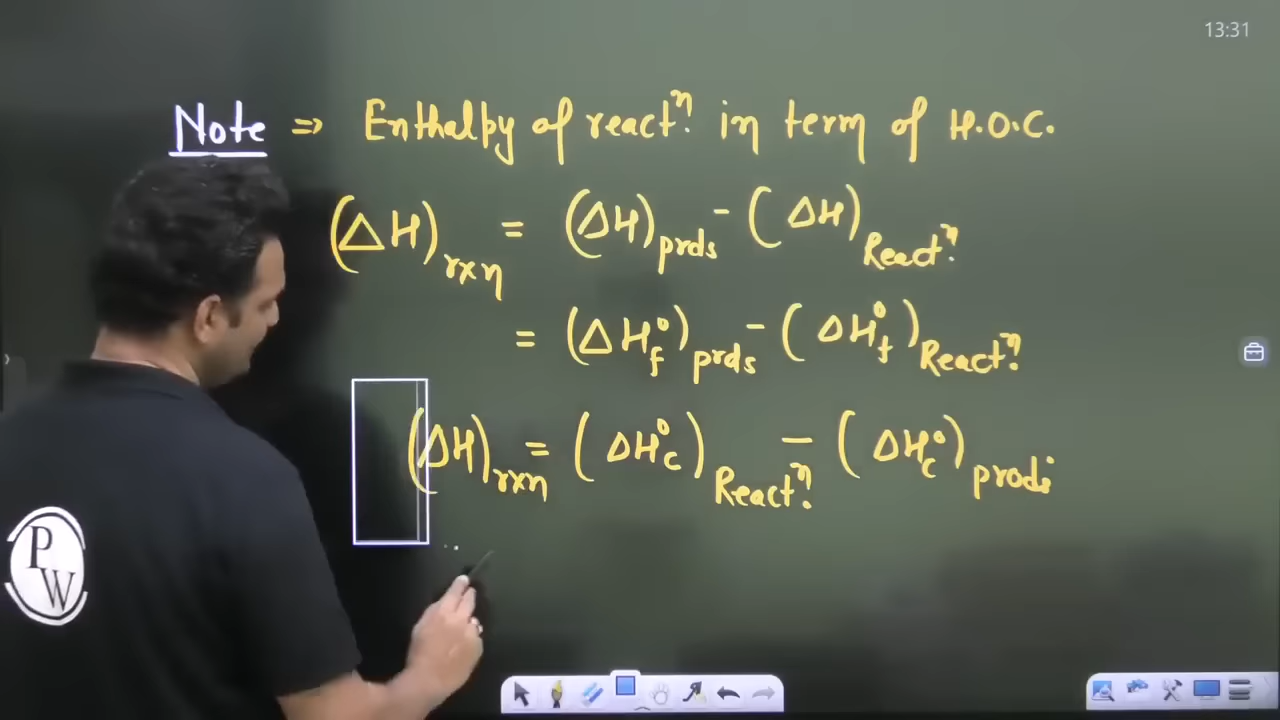 13:31
Note ⇒ Enthalpy of reactⁿ. in term of H.O.C.
(ΔH)rxn = (ΔH)prds - (ΔH)Reactⁿ.
= (ΔH°f)prds - (ΔH°f)Reactⁿ.
(ΔH)rxn = (ΔH°c)Reactⁿ. - (ΔH°c)prods
P
W